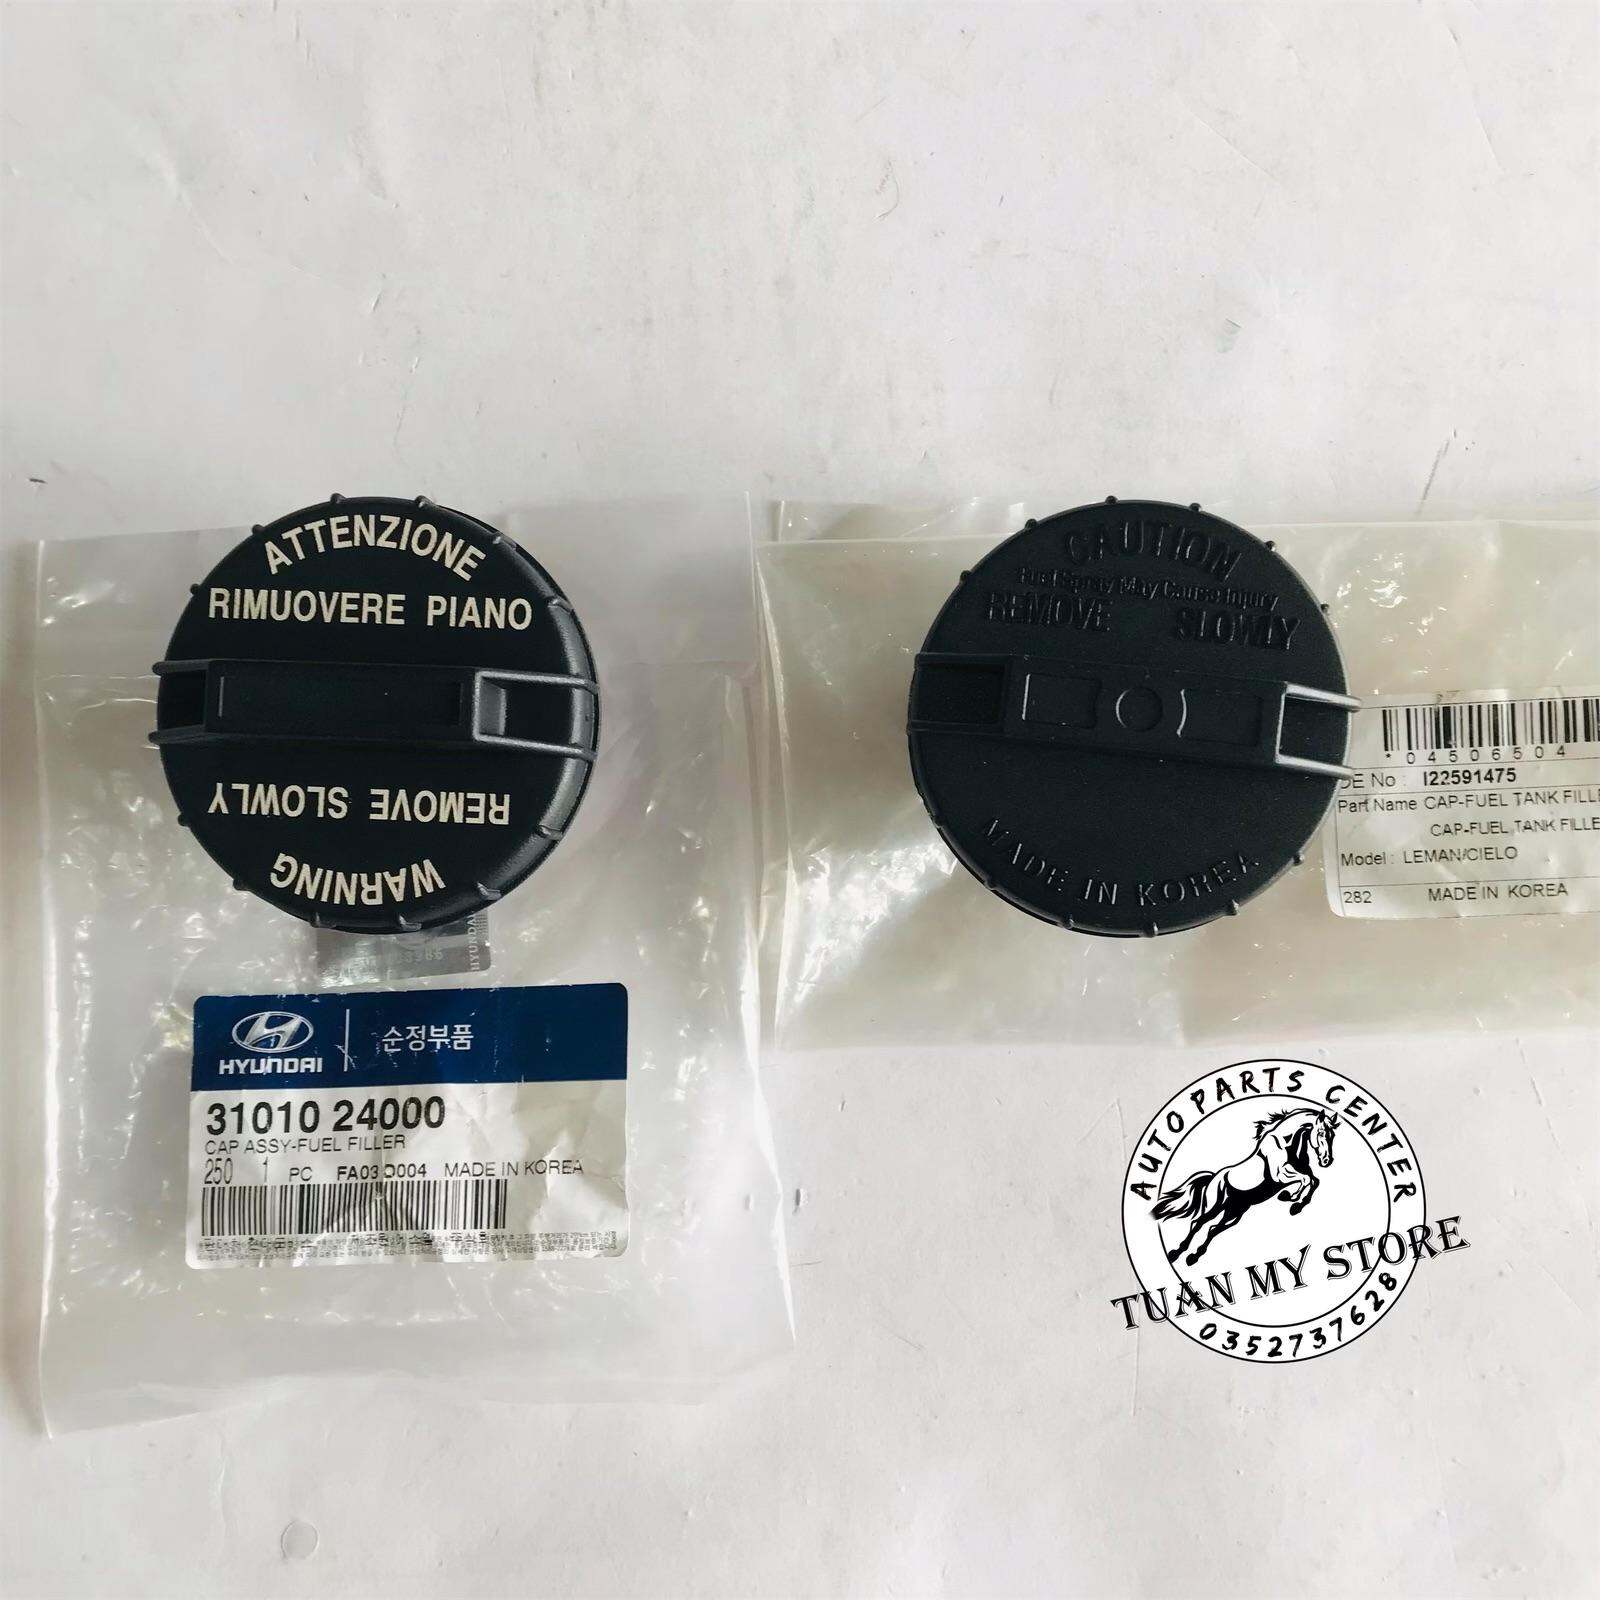 ATTENZIONE
RIMUOVERE PIANO
REMOVE SLOWLY
WARNING
HYUNDAI
HYUNDAI 순정부품
31010 24000
CAP ASSY-FUEL FILLER
250 1 PC FA03 D004 MADE IN KOREA
CAUTION
Fuel Spray May Cause Injury
REMOVE SLOWLY
MADE IN KOREA
*04506504
OE No : I22591475
Part Name CAP-FUEL TANK FILLE
CAP-FUEL TANK FILLE
Model : LEMAN/CIELO
282 MADE IN KOREA
AUTO PARTS CENTER
TUAN MY STORE
0352737628